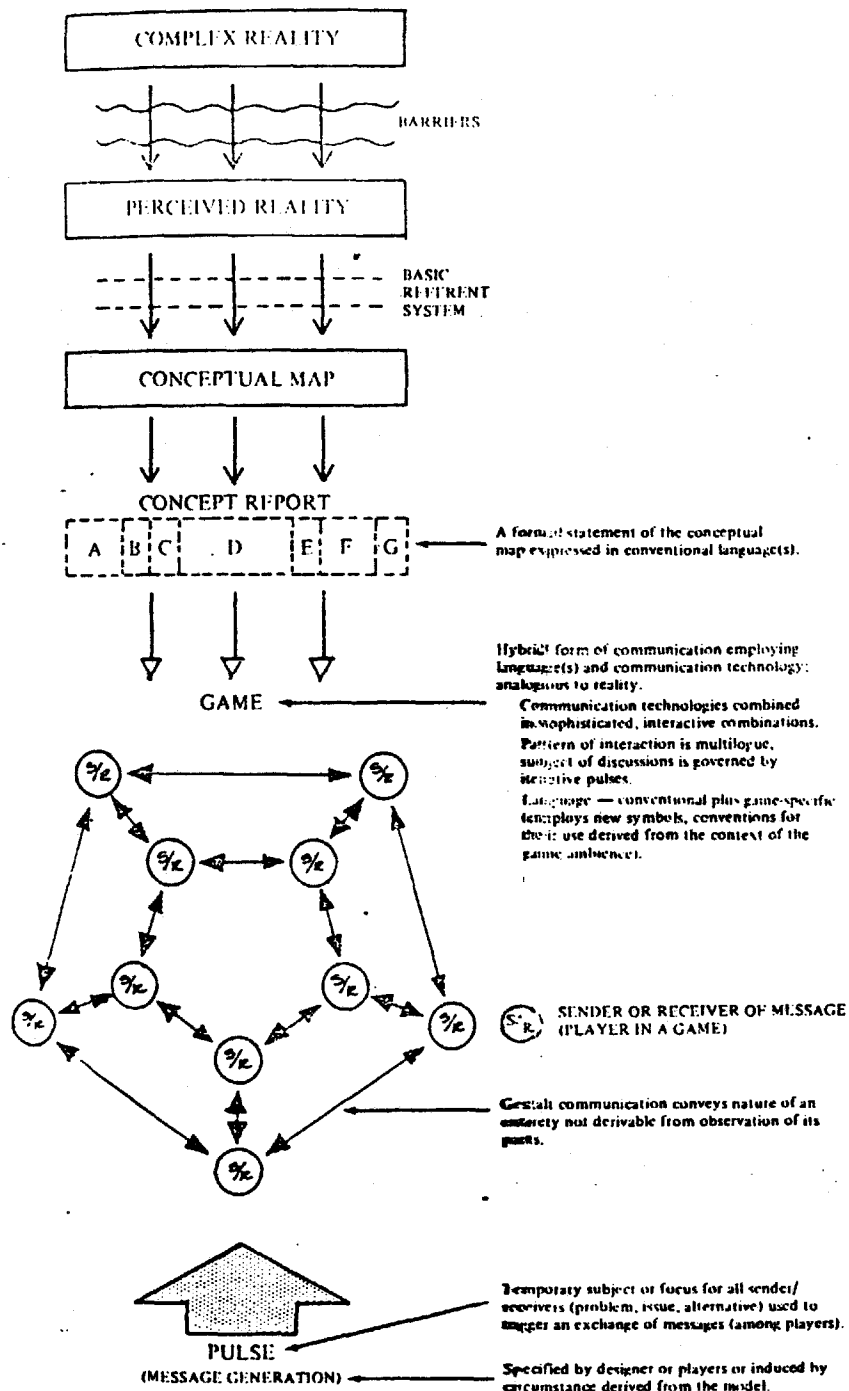 COMPLEX REALITY
BARRIERS
PERCEIVED REALITY
BASIC
REFERENT
SYSTEM
CONCEPTUAL MAP
CONCEPT REPORT
A B C D E F G
A formal statement of the conceptual
map expressed in conventional language(s).
Hybrid form of communication employing
language(s) and communication technology;
analogous to reality.
GAME
Communication technologies combined
in sophisticated, interactive combinations.
Pattern of interaction is multilogue,
subject of discussions is governed by
iterative pulses.
Language — conventional plus game-specific
(employs new symbols, conventions for
their use derived from the context of the
game ambience).
S/R S/R
S/R S/R
S/R S/R
S/R S/R
S/R
S/R
S/R SENDER OR RECEIVER OF MESSAGE
(PLAYER IN A GAME)
Gestalt communication conveys nature of an
entirety not derivable from observation of its
parts.
Temporary subject or focus for all sender/
receivers (problem, issue, alternative) used to
trigger an exchange of messages (among players).
PULSE
(MESSAGE GENERATION)
Specified by designer or players or induced by
circumstance derived from the model.